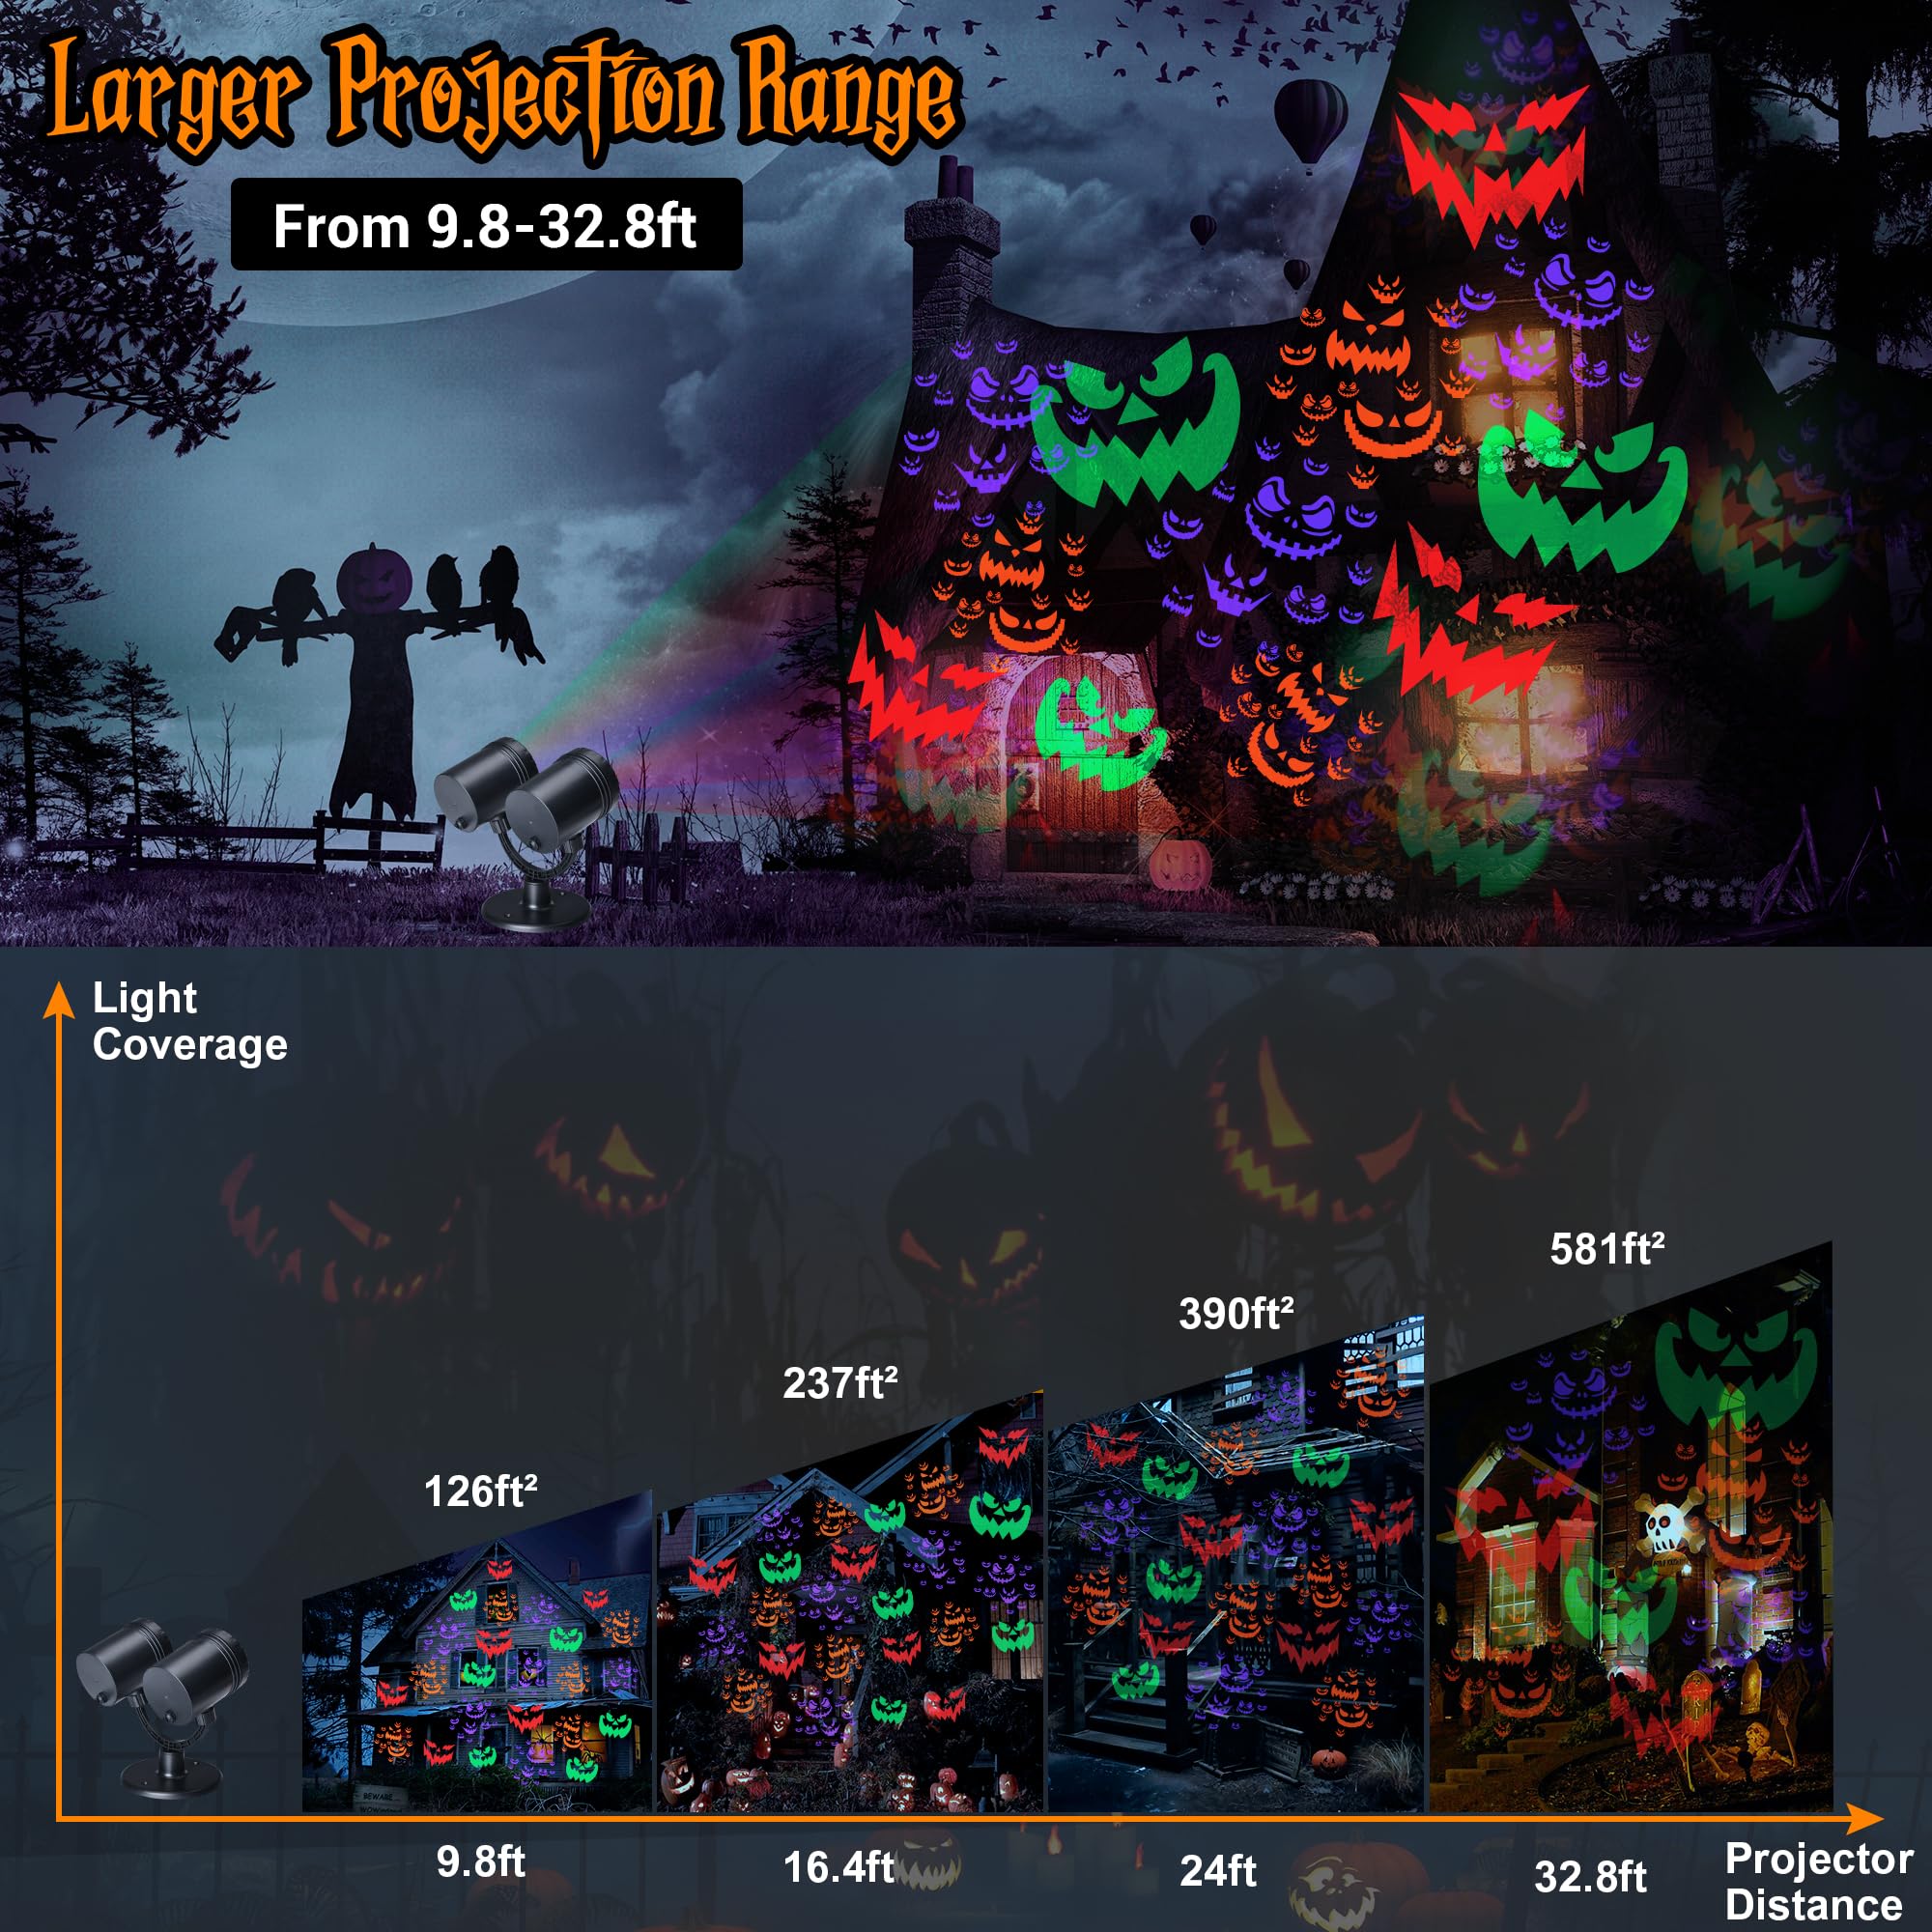 Larger Projection Range
From 9.8-32.8ft
Light
Coverage
581ft²
390ft²
237ft²
126ft²
BEWARE
9.8ft
16.4ft
24ft
32.8ft
Projector
Distance